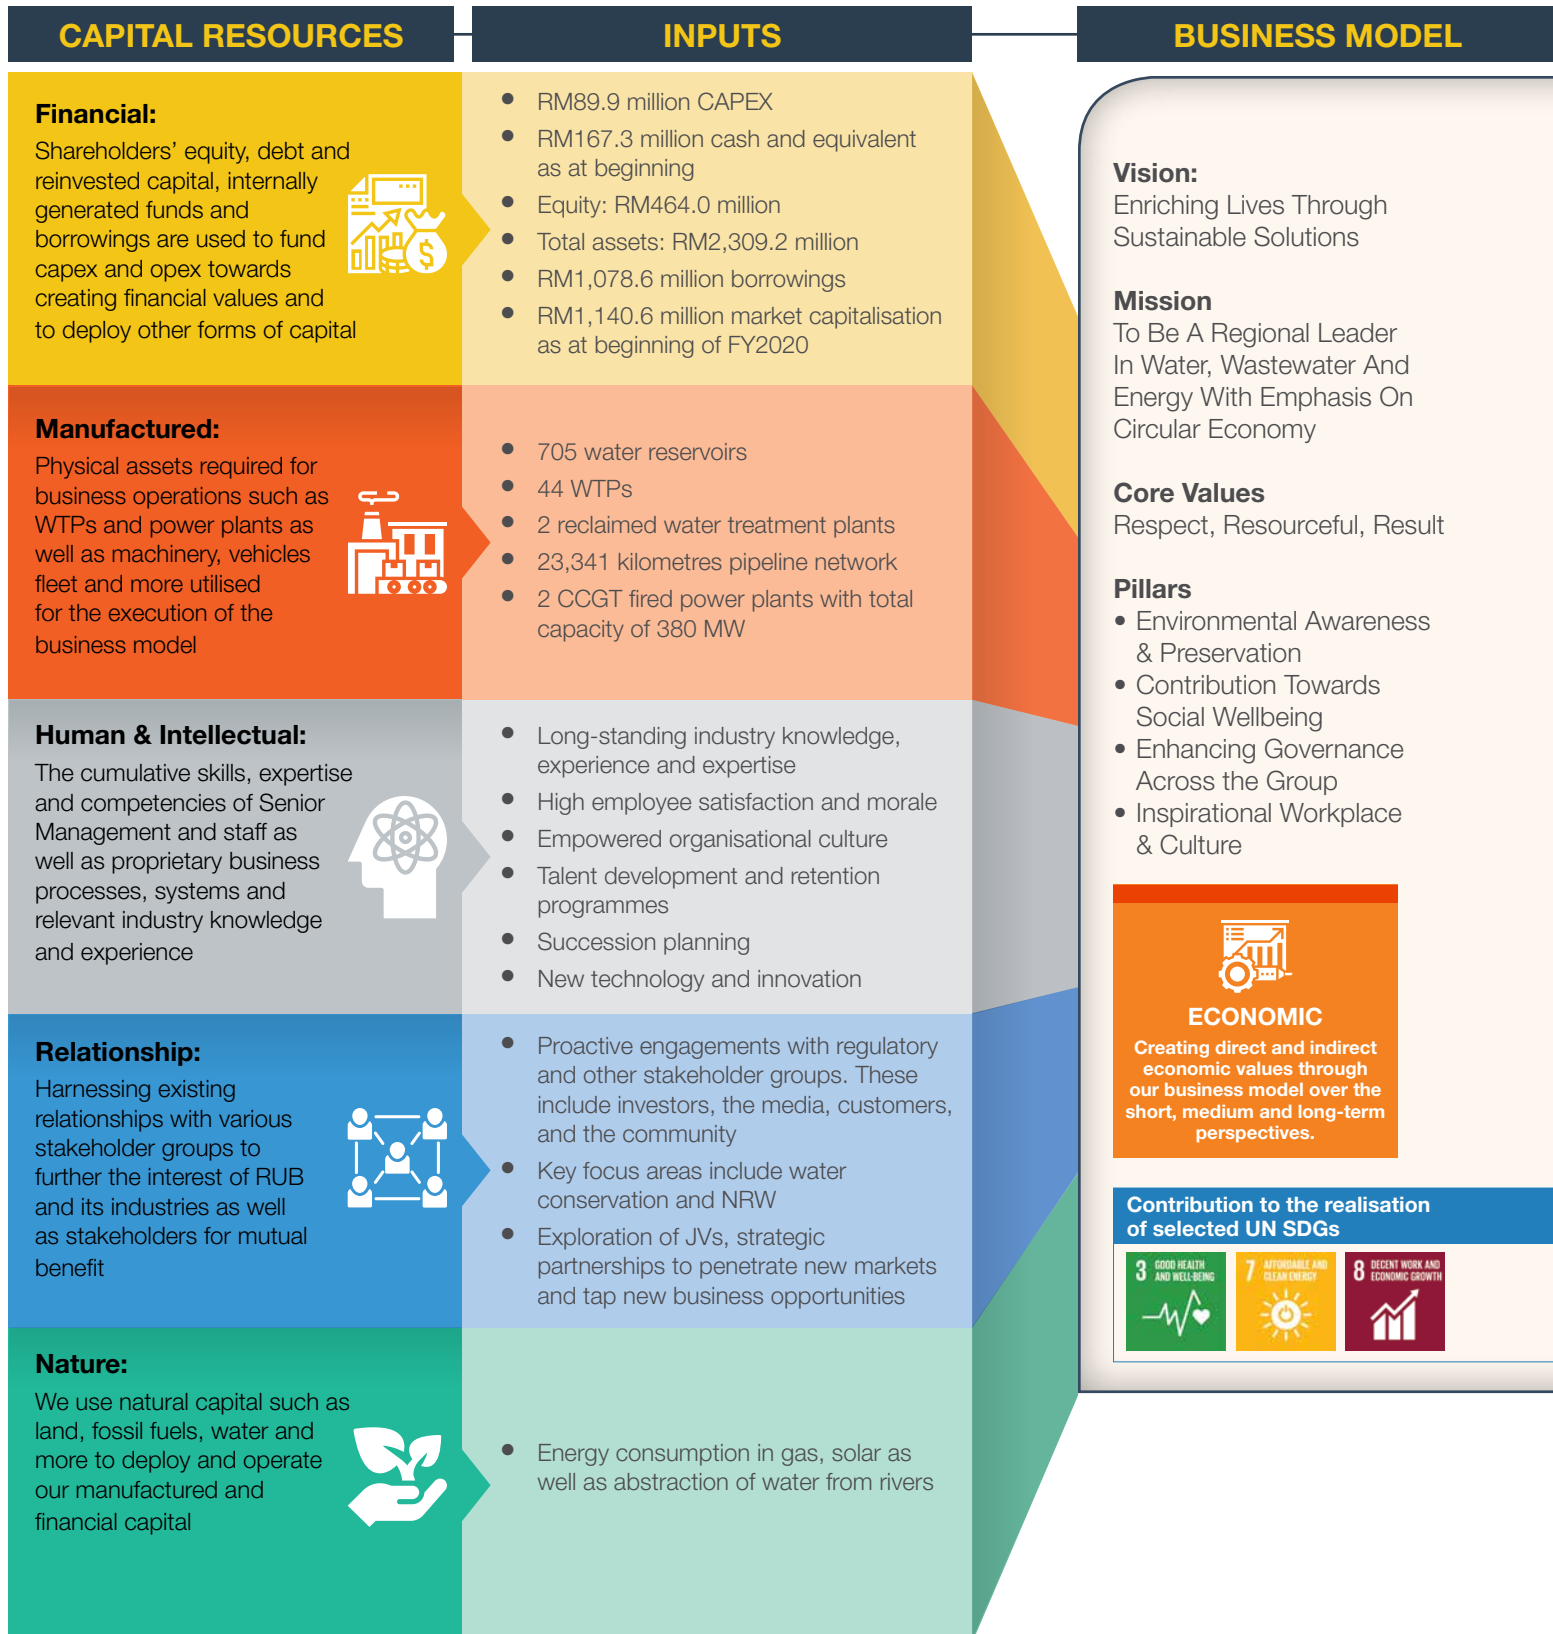 CAPITAL RESOURCES
INPUTS
BUSINESS MODEL
Financial:
Shareholders’ equity, debt and
reinvested capital, internally
generated funds and
borrowings are used to fund
capex and opex towards
creating financial values and
to deploy other forms of capital
• RM89.9 million CAPEX
• RM167.3 million cash and equivalent
as at beginning
• Equity: RM464.0 million
• Total assets: RM2,309.2 million
• RM1,078.6 million borrowings
• RM1,140.6 million market capitalisation
as at beginning of FY2020
Manufactured:
Physical assets required for
business operations such as
WTPs and power plants as
well as machinery, vehicles
fleet and more utilised
for the execution of the
business model
• 705 water reservoirs
• 44 WTPs
• 2 reclaimed water treatment plants
• 23,341 kilometres pipeline network
• 2 CCGT fired power plants with total
capacity of 380 MW
Human & Intellectual:
The cumulative skills, expertise
and competencies of Senior
Management and staff as
well as proprietary business
processes, systems and
relevant industry knowledge
and experience
• Long-standing industry knowledge,
experience and expertise
• High employee satisfaction and morale
• Empowered organisational culture
• Talent development and retention
programmes
• Succession planning
• New technology and innovation
Relationship:
Harnessing existing
relationships with various
stakeholder groups to
further the interest of RUB
and its industries as well
as stakeholders for mutual
benefit
• Proactive engagements with regulatory
and other stakeholder groups. These
include investors, the media, customers,
and the community
• Key focus areas include water
conservation and NRW
• Exploration of JVs, strategic
partnerships to penetrate new markets
and tap new business opportunities
Nature:
We use natural capital such as
land, fossil fuels, water and
more to deploy and operate
our manufactured and
financial capital
• Energy consumption in gas, solar as
well as abstraction of water from rivers
Vision:
Enriching Lives Through
Sustainable Solutions
Mission
To Be A Regional Leader
In Water, Wastewater And
Energy With Emphasis On
Circular Economy
Core Values
Respect, Resourceful, Result
Pillars
• Environmental Awareness
& Preservation
• Contribution Towards
Social Wellbeing
• Enhancing Governance
Across the Group
• Inspirational Workplace
& Culture
ECONOMIC
Creating direct and indirect
economic values through
our business model over the
short, medium and long-term
perspectives.
Contribution to the realisation
of selected UN SDGs
3 GOOD HEALTH
AND WELL-BEING
7 AFFORDABLE AND
CLEAN ENERGY
8 DECENT WORK AND
ECONOMIC GROWTH